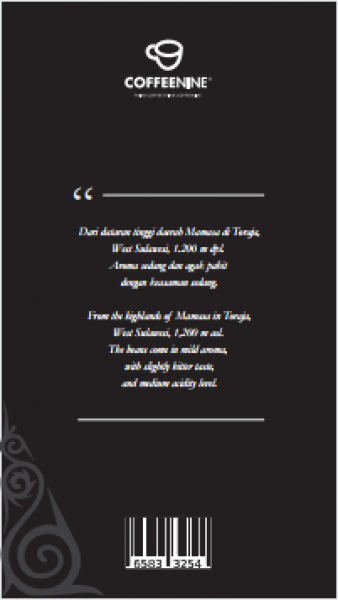 COFFEENINE®
“
Dari dataran tinggi daerah Mamasa di Toraja,
West Sulawesi, 1.200 m dpl.
Aroma sedang dan agak pahit
dengan keasaman sedang.
From the highlands of Mamasa in Toraja,
West Sulawesi, 1,200 m asl.
The beans come in mild aroma,
with slightly bitter taste,
and medium acidity level.
6583 3254